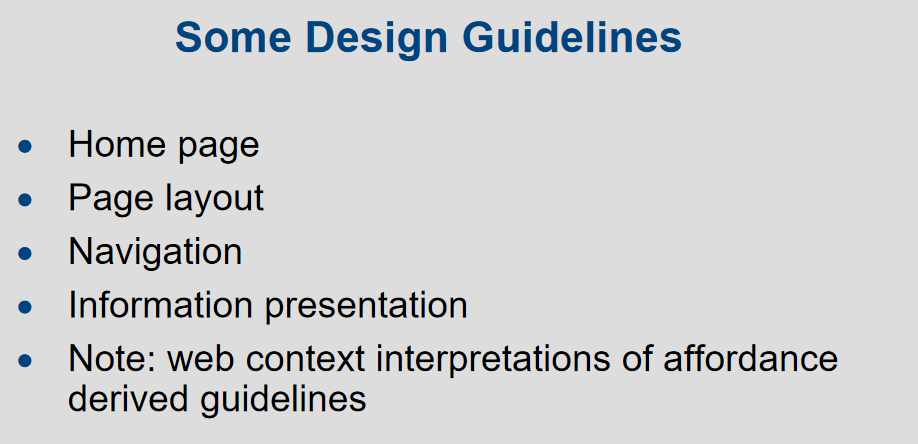 Some Design Guidelines
• Home page
• Page layout
• Navigation
• Information presentation
• Note: web context interpretations of affordance
derived guidelines